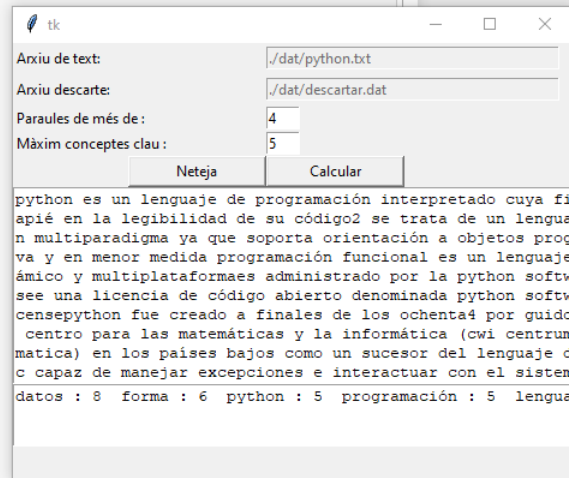 tk
Arxiu de text: ./dat/python.txt
Arxiu descarte: ./dat/descartar.dat
Paraules de més de : 4
Màxim conceptes clau : 5
Neteja Calcular
python es un lenguaje de programación interpretado cuya fi
apié en la legibilidad de su código2 se trata de un lengua
n multiparadigma ya que soporta orientación a objetos prog
va y en menor medida programación funcional es un lenguaje
ámico y multiplataformaes administrado por la python softw
see una licencia de código abierto denominada python softw
censepython fue creado a finales de los ochenta4 por guido
centro para las matemáticas y la informática (cwi centrum
matica) en los países bajos como un sucesor del lenguaje
c capaz de manejar excepciones e interactuar con el sistem
datos : 8 forma : 6 python : 5 programación : 5 lengua